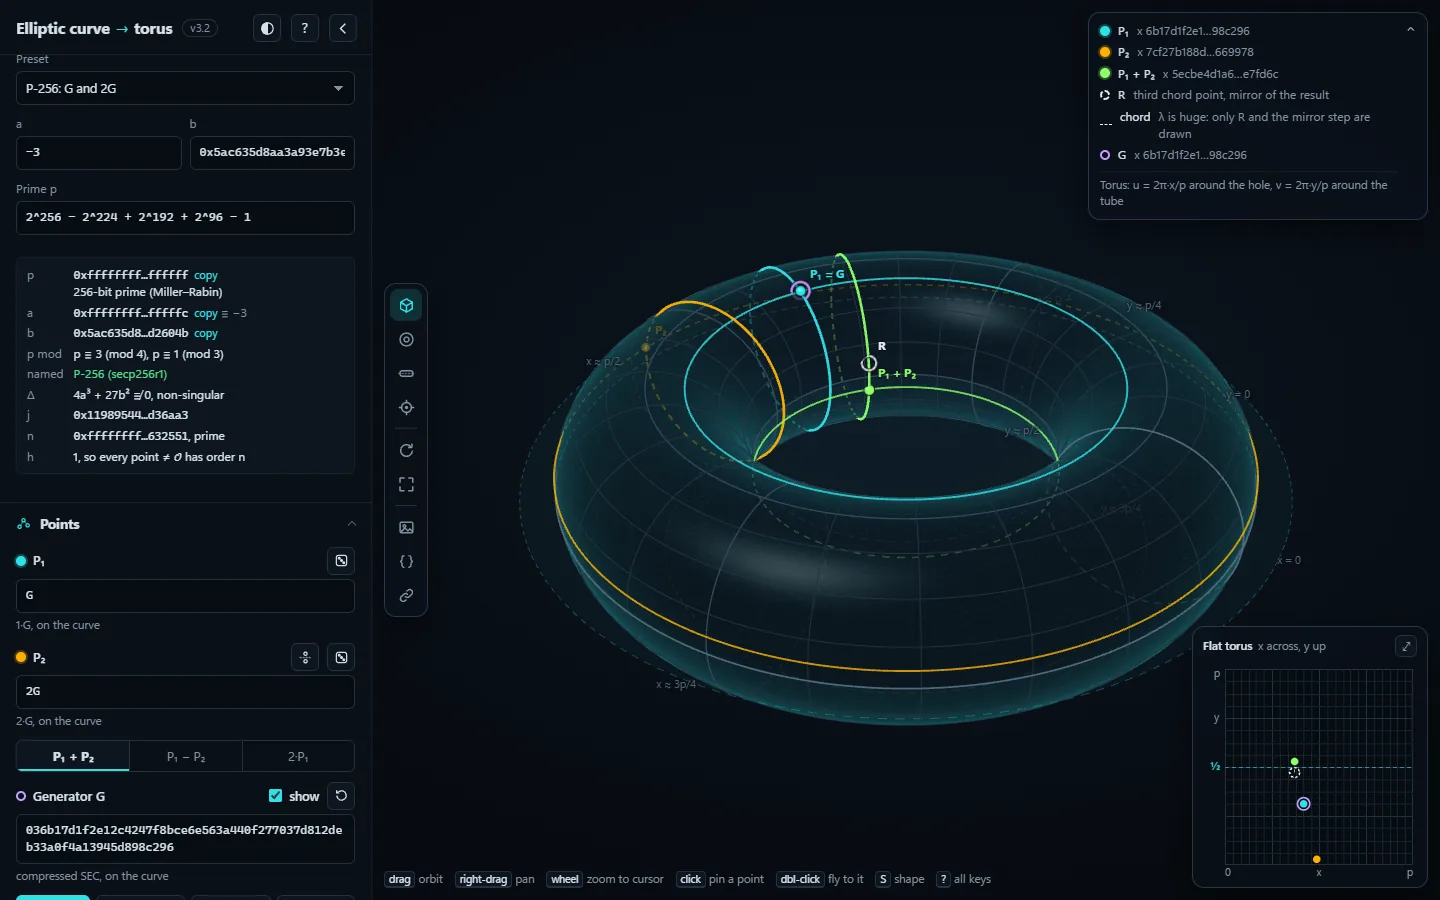 Elliptic curve → torus v3.2
?
Preset
P-256: G and 2G
a b
−3 0x5ac635d8aa3a93e7b3e
Prime p
2^256 − 2^224 + 2^192 + 2^96 − 1
p 0xffffffff…ffffff copy
256-bit prime (Miller–Rabin)
a 0xffffffff…fffffc copy ≡ −3
b 0x5ac635d8…d2604b copy
p mod p ≡ 3 (mod 4), p ≡ 1 (mod 3)
named P-256 (secp256r1)
Δ 4a³ + 27b² ≢ 0, non-singular
j 0x11989544…d36aa3
n 0xffffffff…632551, prime
h 1, so every point ≠ 𝒪 has order n
Points
P₁
G
1·G, on the curve
P₂
2G
2·G, on the curve
P₁ + P₂ P₁ − P₂ 2·P₁
Generator G show
036b17d1f2e12c4247f8bce6e563a440f277037d812de
b33a0f4a13945d898c296
compressed SEC, on the curve
P₁ x 6b17d1f2e1…98c296
P₂ x 7cf27b188d…669978
P₁ + P₂ x 5ecbe4d1a6…e7fd6c
R third chord point, mirror of the result
chord λ is huge: only R and the mirror step are
drawn
G x 6b17d1f2e1…98c296
Torus: u = 2π·x/p around the hole, v = 2π·y/p around the
tube
P₁ = G
y ≈ p/4
P₂
R
x ≈ p/2
P₁ + P₂
y = 0
y ≈ p/2
x = 0
x ≈ 3p/4
Flat torus x across, y up
p
y
½
0 x p
drag orbit right-drag pan wheel zoom to cursor click pin a point dbl-click fly to it S shape ? all keys